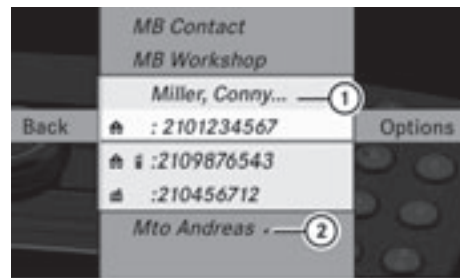 MB Contact
MB Workshop
Miller, Conny...
1
Back
: 2101234567
Options
:2109876543
:210456712
Mto Andreas
2